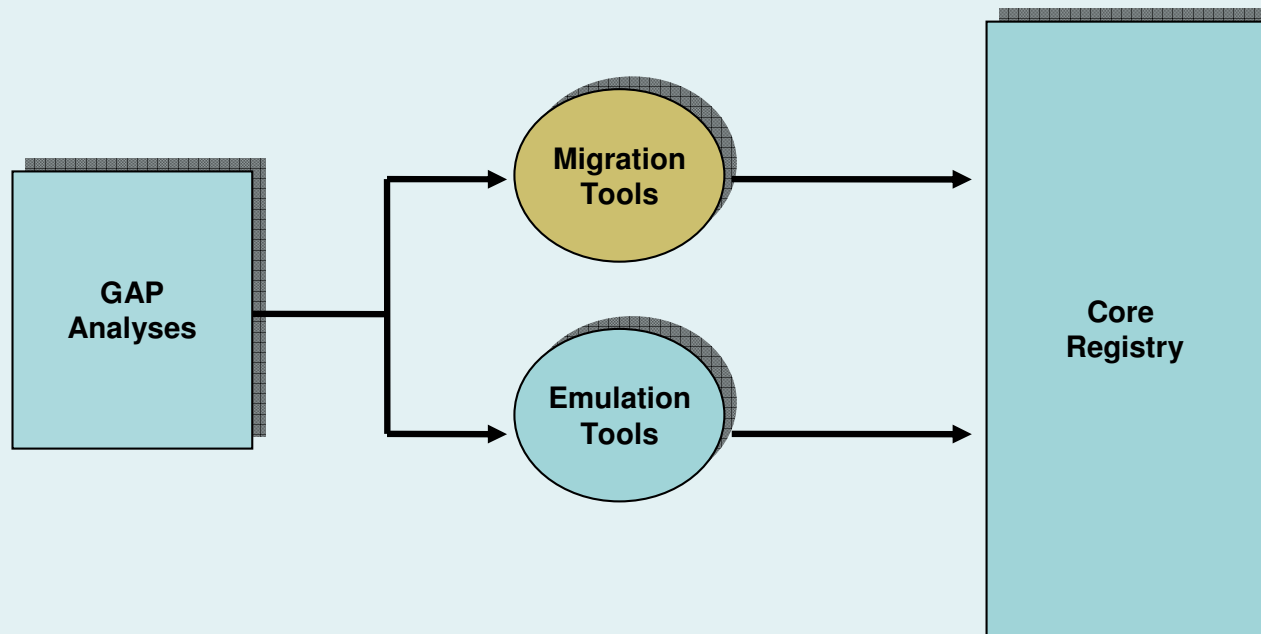 Migration
Tools
GAP
Analyses
Core
Registry
Emulation
Tools